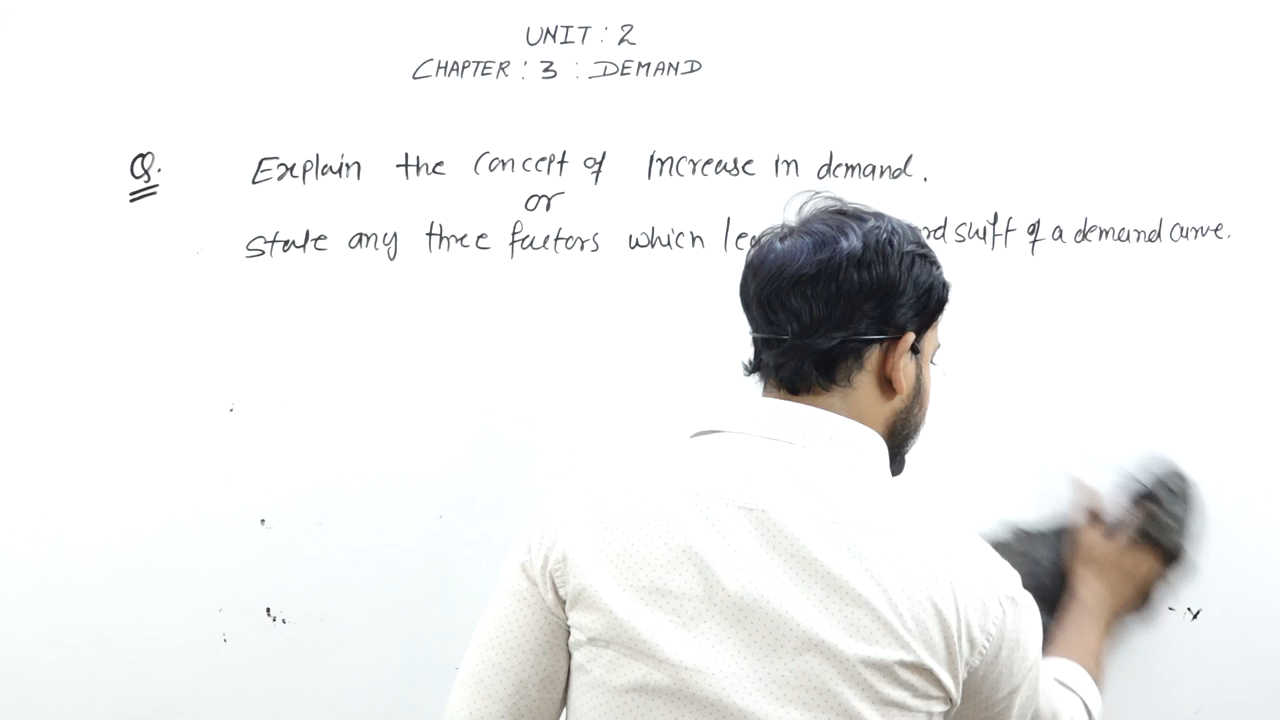 UNIT : 2
CHAPTER : 3 : DEMAND
Q. Explain the concept of increase in demand.
or
State any three factors which shift of a demand curve.